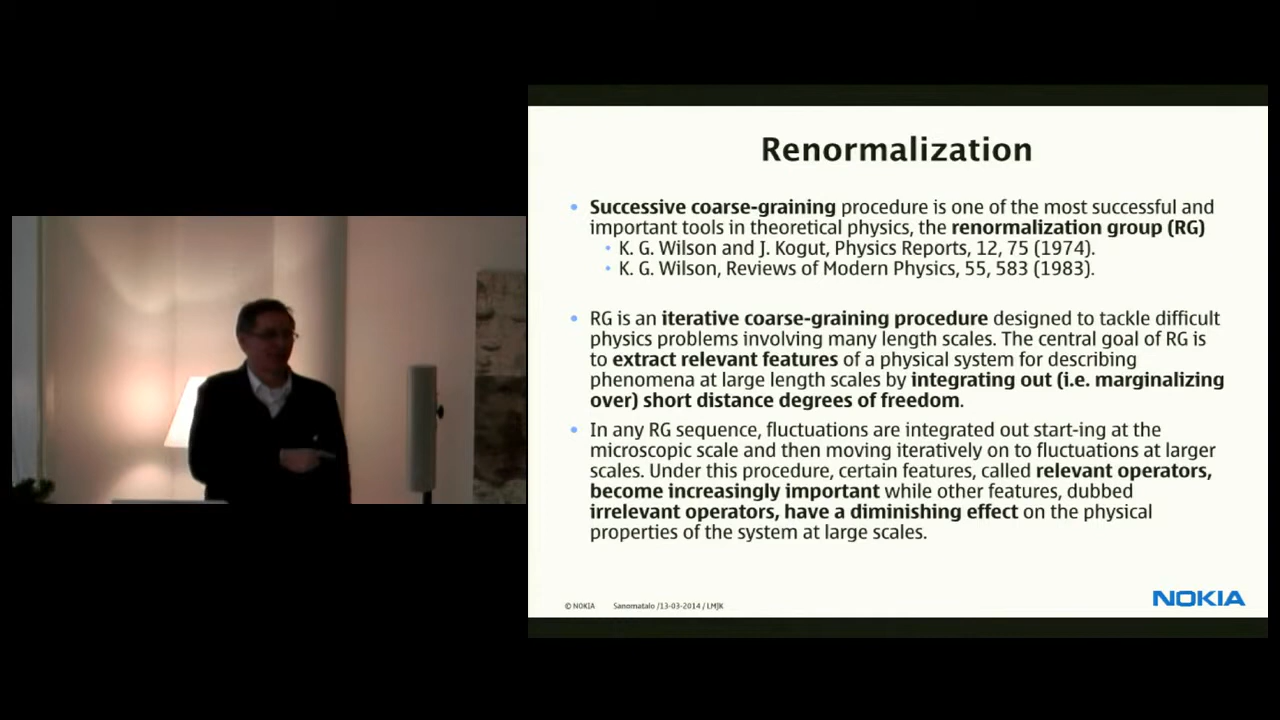 Renormalization
• Successive coarse-graining procedure is one of the most successful and
important tools in theoretical physics, the renormalization group (RG)
• K. G. Wilson and J. Kogut, Physics Reports, 12, 75 (1974).
• K. G. Wilson, Reviews of Modern Physics, 55, 583 (1983).
• RG is an iterative coarse-graining procedure designed to tackle difficult
physics problems involving many length scales. The central goal of RG is
to extract relevant features of a physical system for describing
phenomena at large length scales by integrating out (i.e. marginalizing
over) short distance degrees of freedom.
• In any RG sequence, fluctuations are integrated out start-ing at the
microscopic scale and then moving iteratively on to fluctuations at larger
scales. Under this procedure, certain features, called relevant operators,
become increasingly important while other features, dubbed
irrelevant operators, have a diminishing effect on the physical
properties of the system at large scales.
© NOKIA Sanomatalo /13-03-2014 / LMJK
NOKIA